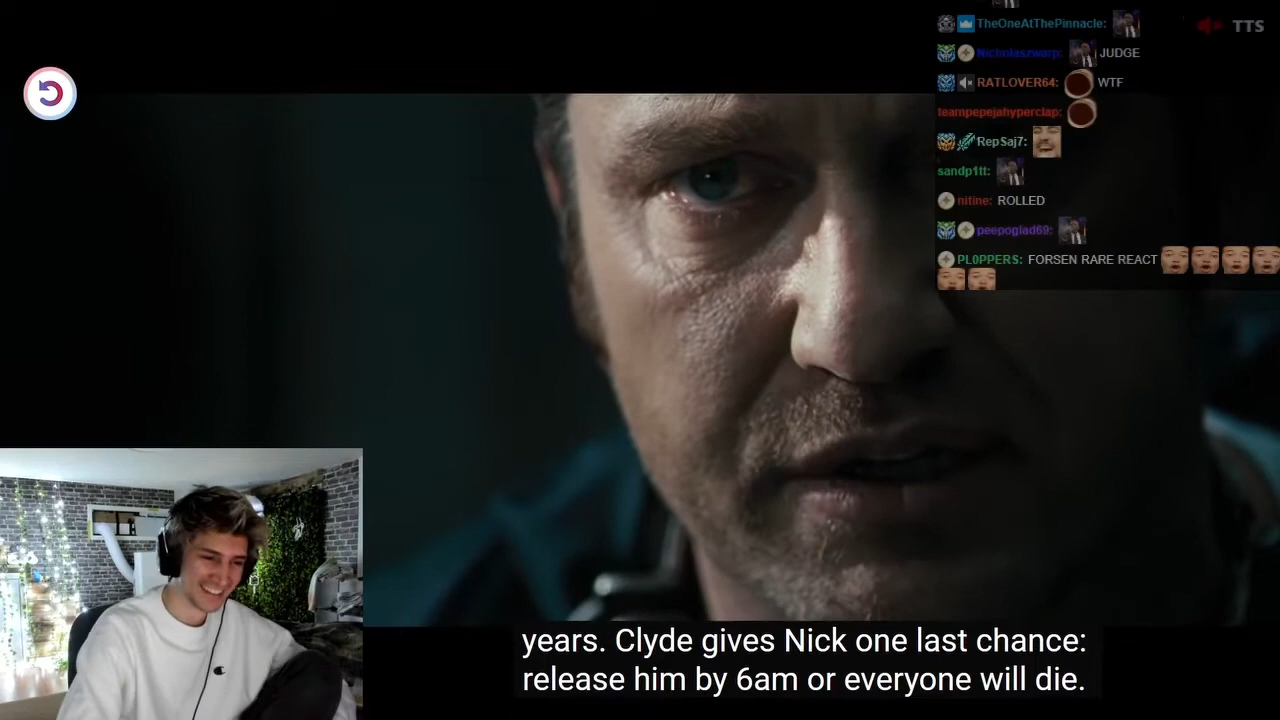 TheOneAtThePinnacle:
TTS
Nicholaszwarp: JUDGE
RATLOVER64: WTF
teampepejahyperclap:
RepSaj7:
sandp1tt:
nitine: ROLLED
peepoglad69:
PL0PPERS: FORSEN RARE REACT
years. Clyde gives Nick one last chance:
release him by 6am or everyone will die.